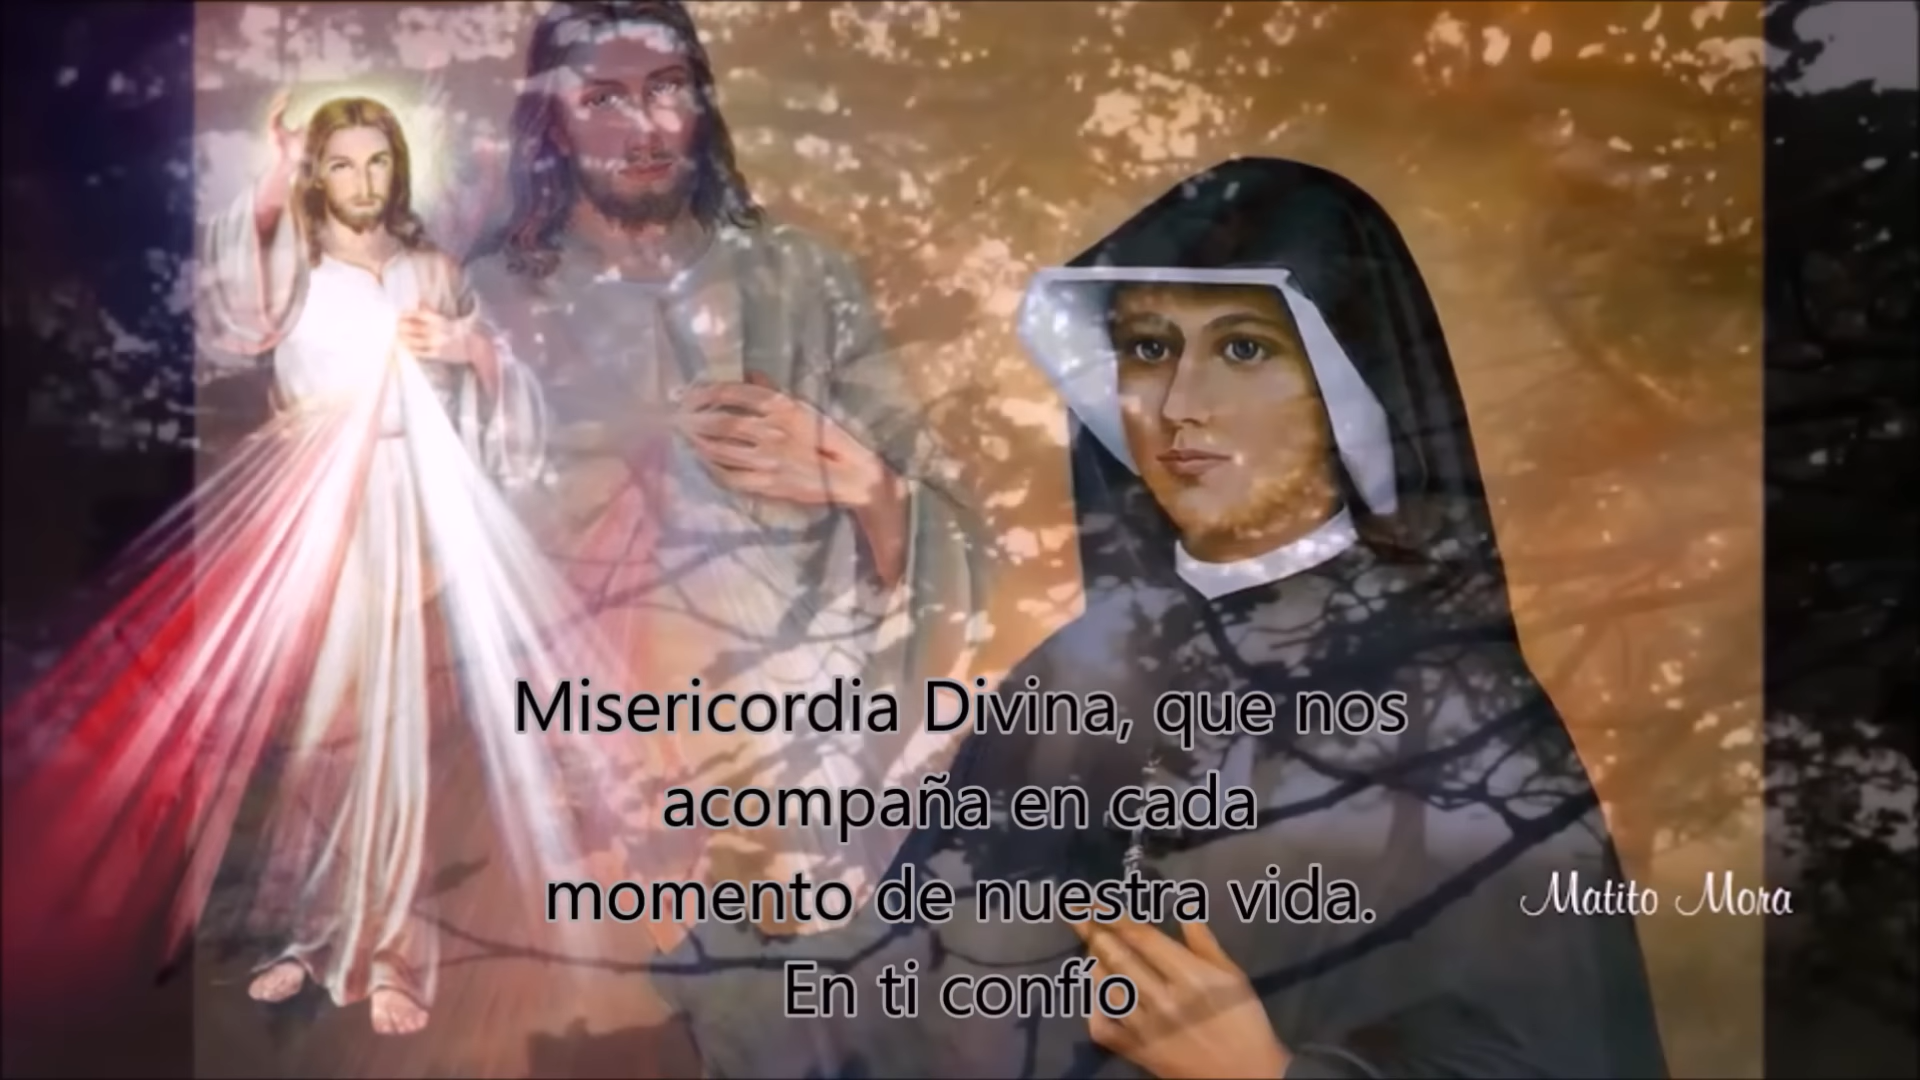 Misericordia Divina, que nos
acompaña en cada
momento de nuestra vida.
En ti confío
Matito Mora